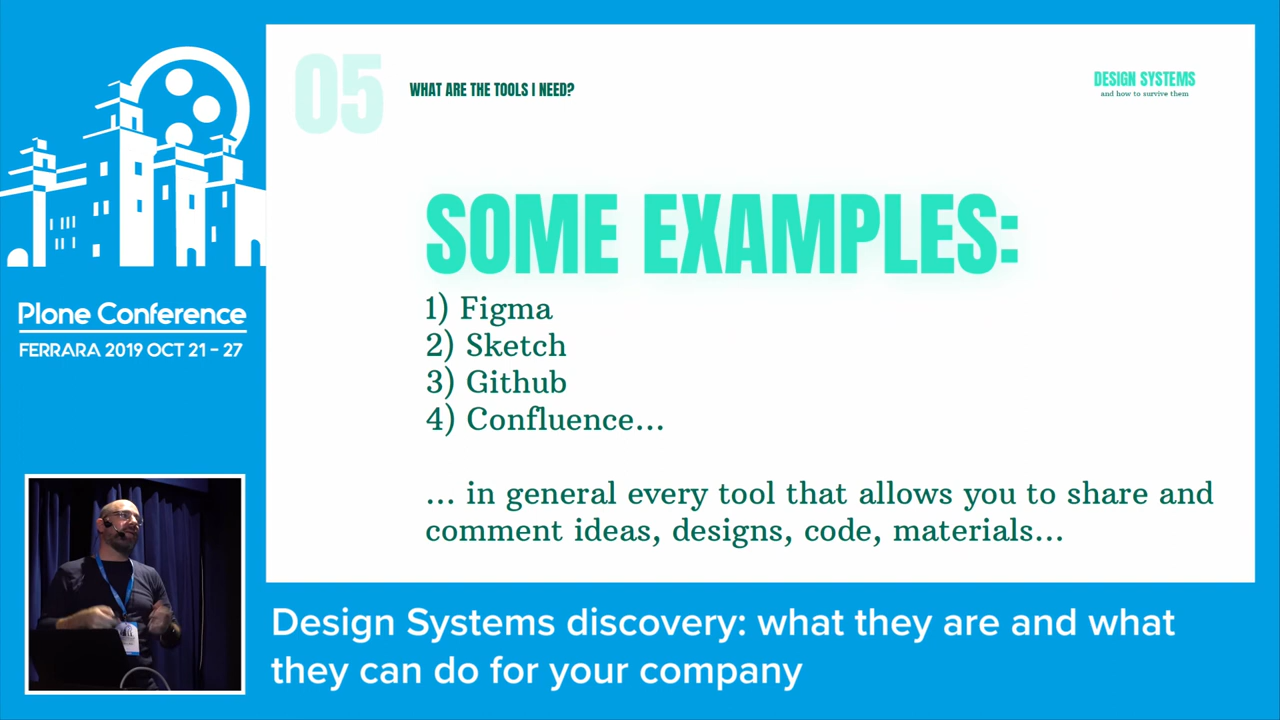 05
WHAT ARE THE TOOLS I NEED?
DESIGN SYSTEMS
and how to survive them
SOME EXAMPLES:
1) Figma
2) Sketch
3) Github
4) Confluence...
... in general every tool that allows you to share and
comment ideas, designs, code, materials...
Plone Conference
FERRARA 2019 OCT 21 - 27
Design Systems discovery: what they are and what
they can do for your company